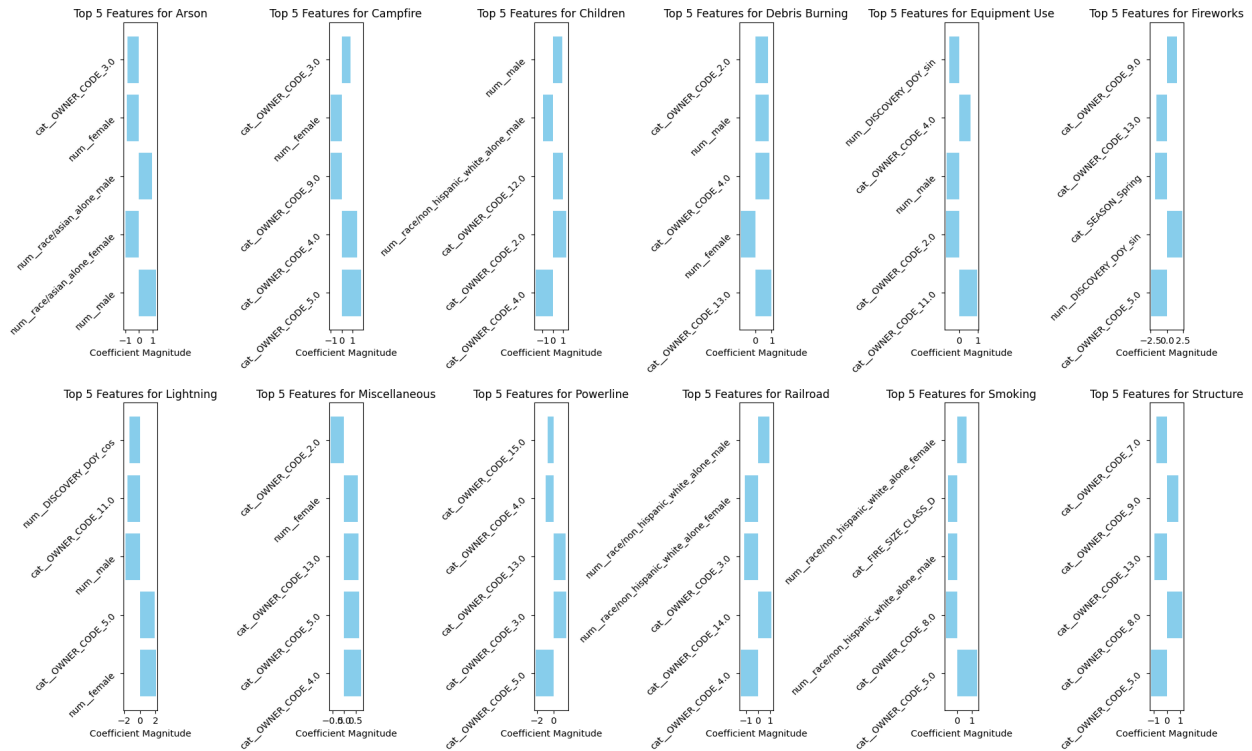 Top 5 Features for Arson
cat__OWNER_CODE_3.0
num__female
num__race/asian_alone_male
num__race/asian_alone_female
num__male
−1 0 1
Coefficient Magnitude
Top 5 Features for Campfire
cat__OWNER_CODE_3.0
num__female
cat__OWNER_CODE_9.0
cat__OWNER_CODE_4.0
cat__OWNER_CODE_5.0
−1 0 1
Coefficient Magnitude
Top 5 Features for Children
num__male
num__race/non_hispanic_white_alone_male
cat__OWNER_CODE_12.0
cat__OWNER_CODE_2.0
cat__OWNER_CODE_4.0
−1 0 1
Coefficient Magnitude
Top 5 Features for Debris Burning
cat__OWNER_CODE_2.0
num__male
cat__OWNER_CODE_4.0
num__female
cat__OWNER_CODE_13.0
0 1
Coefficient Magnitude
Top 5 Features for Equipment Use
num__DISCOVERY_DOY_sin
cat__OWNER_CODE_4.0
num__male
cat__OWNER_CODE_2.0
cat__OWNER_CODE_11.0
0 1
Coefficient Magnitude
Top 5 Features for Fireworks
cat__OWNER_CODE_9.0
cat__OWNER_CODE_13.0
cat__SEASON_Spring
num__DISCOVERY_DOY_sin
cat__OWNER_CODE_5.0
−2.5 0.0 2.5
Coefficient Magnitude
Top 5 Features for Lightning
num__DISCOVERY_DOY_cos
cat__OWNER_CODE_11.0
num__male
cat__OWNER_CODE_5.0
num__female
−2 0 2
Coefficient Magnitude
Top 5 Features for Miscellaneous
cat__OWNER_CODE_2.0
num__female
cat__OWNER_CODE_13.0
cat__OWNER_CODE_5.0
cat__OWNER_CODE_4.0
−0.5 0.0 0.5
Coefficient Magnitude
Top 5 Features for Powerline
cat__OWNER_CODE_15.0
cat__OWNER_CODE_4.0
cat__OWNER_CODE_13.0
cat__OWNER_CODE_3.0
cat__OWNER_CODE_5.0
−2 0
Coefficient Magnitude
Top 5 Features for Railroad
num__race/non_hispanic_white_alone_male
num__race/non_hispanic_white_alone_female
cat__OWNER_CODE_3.0
cat__OWNER_CODE_14.0
cat__OWNER_CODE_4.0
−1 0 1
Coefficient Magnitude
Top 5 Features for Smoking
num__race/non_hispanic_white_alone_female
cat__FIRE_SIZE_CLASS_D
num__race/non_hispanic_white_alone_male
cat__OWNER_CODE_8.0
cat__OWNER_CODE_5.0
0 1
Coefficient Magnitude
Top 5 Features for Structure
cat__OWNER_CODE_7.0
cat__OWNER_CODE_9.0
cat__OWNER_CODE_13.0
cat__OWNER_CODE_8.0
cat__OWNER_CODE_5.0
−1 0 1
Coefficient Magnitude